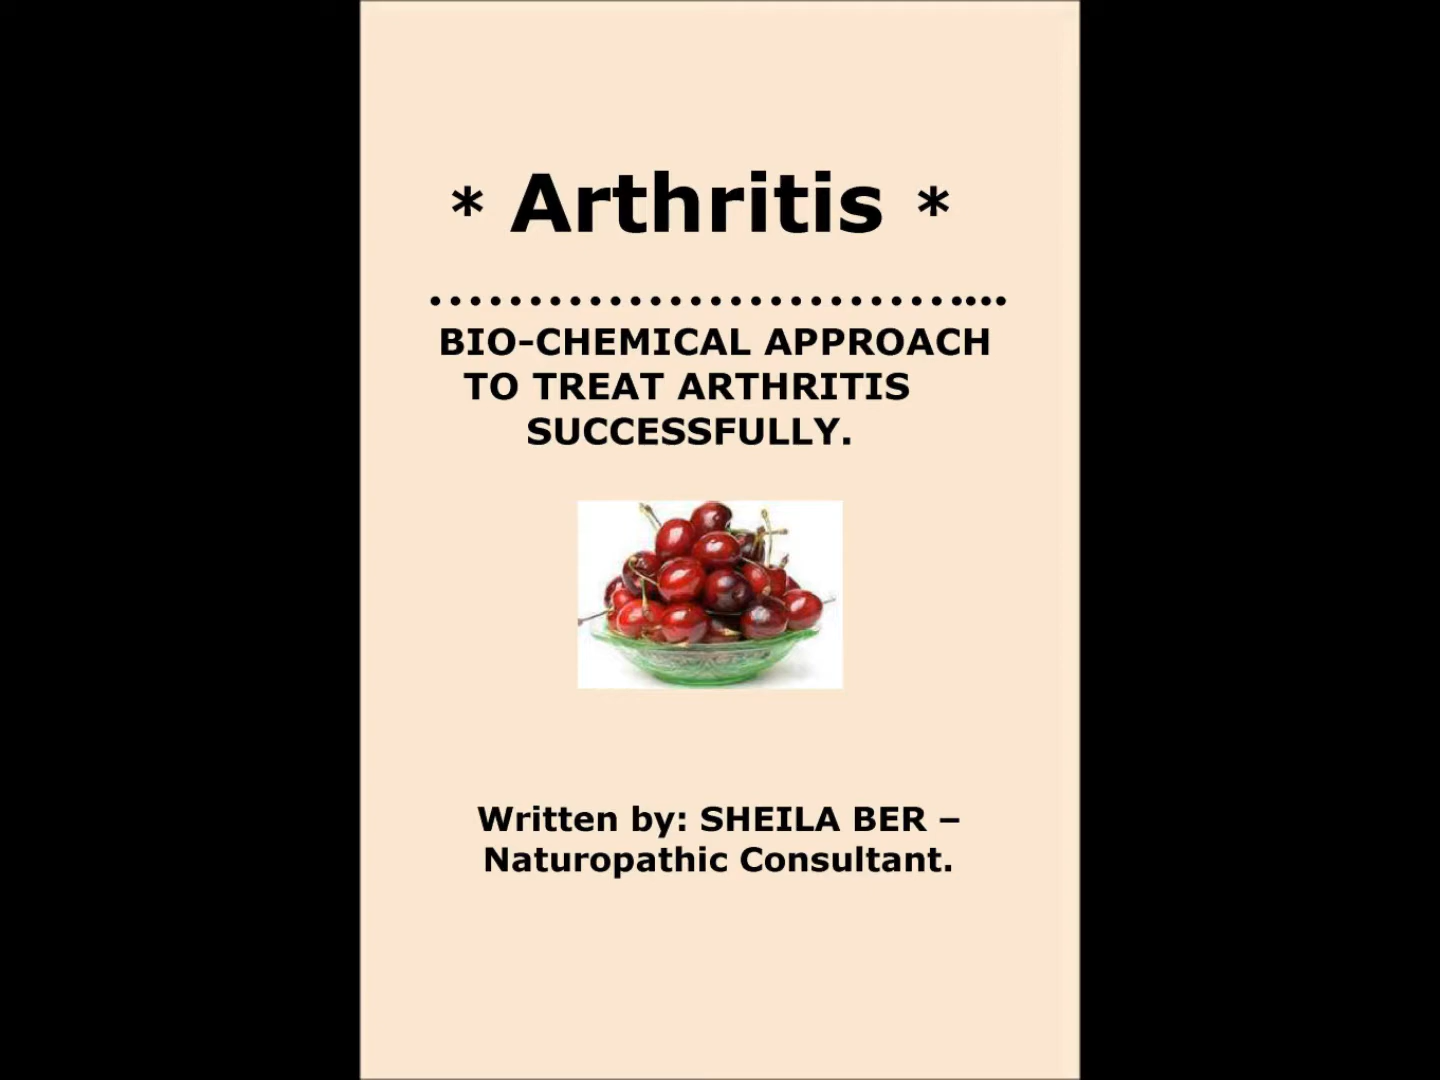 * Arthritis *
…………………………....
BIO-CHEMICAL APPROACH
TO TREAT ARTHRITIS
SUCCESSFULLY.
Written by: SHEILA BER –
Naturopathic Consultant.